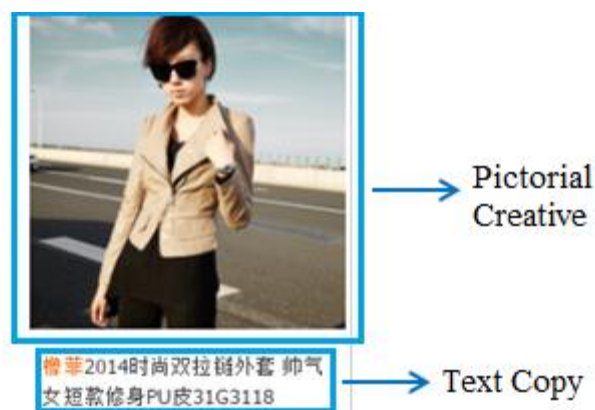 Pictorial
Creative
橧菲2014时尚双拉链外套 帅气
女短款修身PU皮31G3118
Text Copy